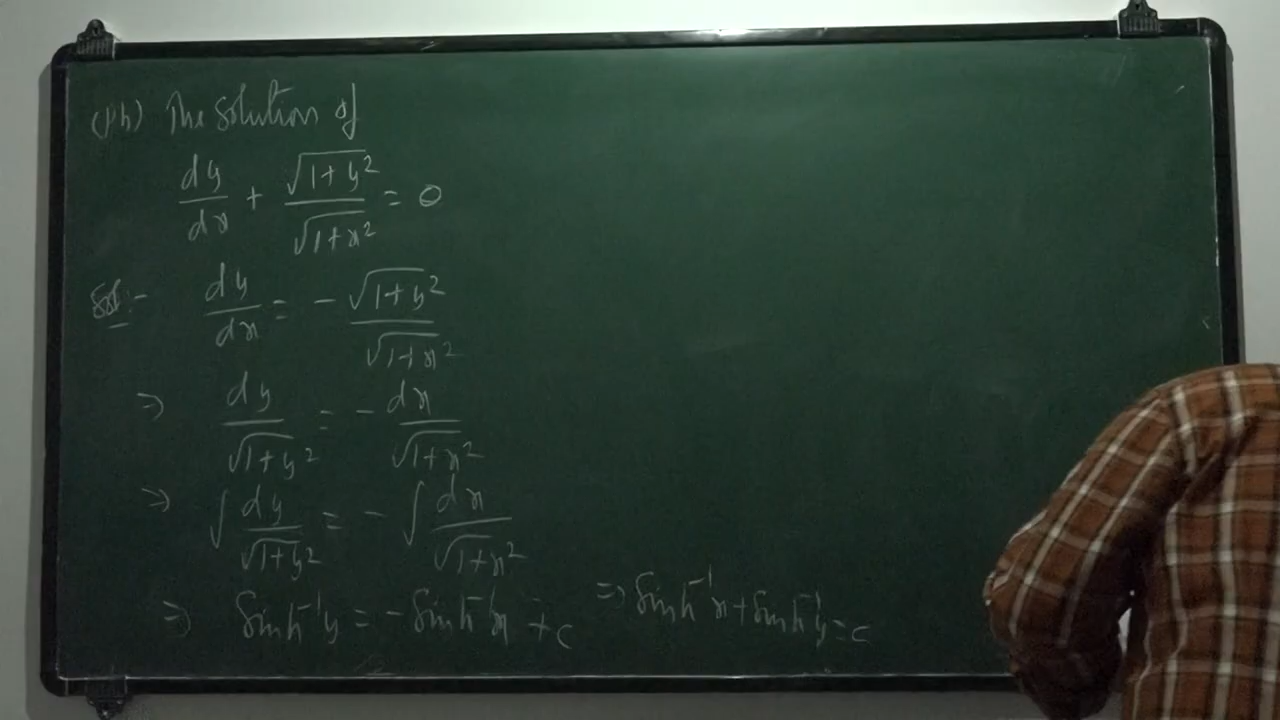 (Pb) The solution of
dy/dx + √(1+y²)/√(1+x²) = 0
Sol:- dy/dx = - √(1+y²)/√(1+x²)
⇒ dy/√(1+y²) = - dx/√(1+x²)
⇒ ∫ dy/√(1+y²) = - ∫ dx/√(1+x²)
⇒ Sinh⁻¹y = - Sinh⁻¹x + c ⇒ Sinh⁻¹x + Sinh⁻¹y = c